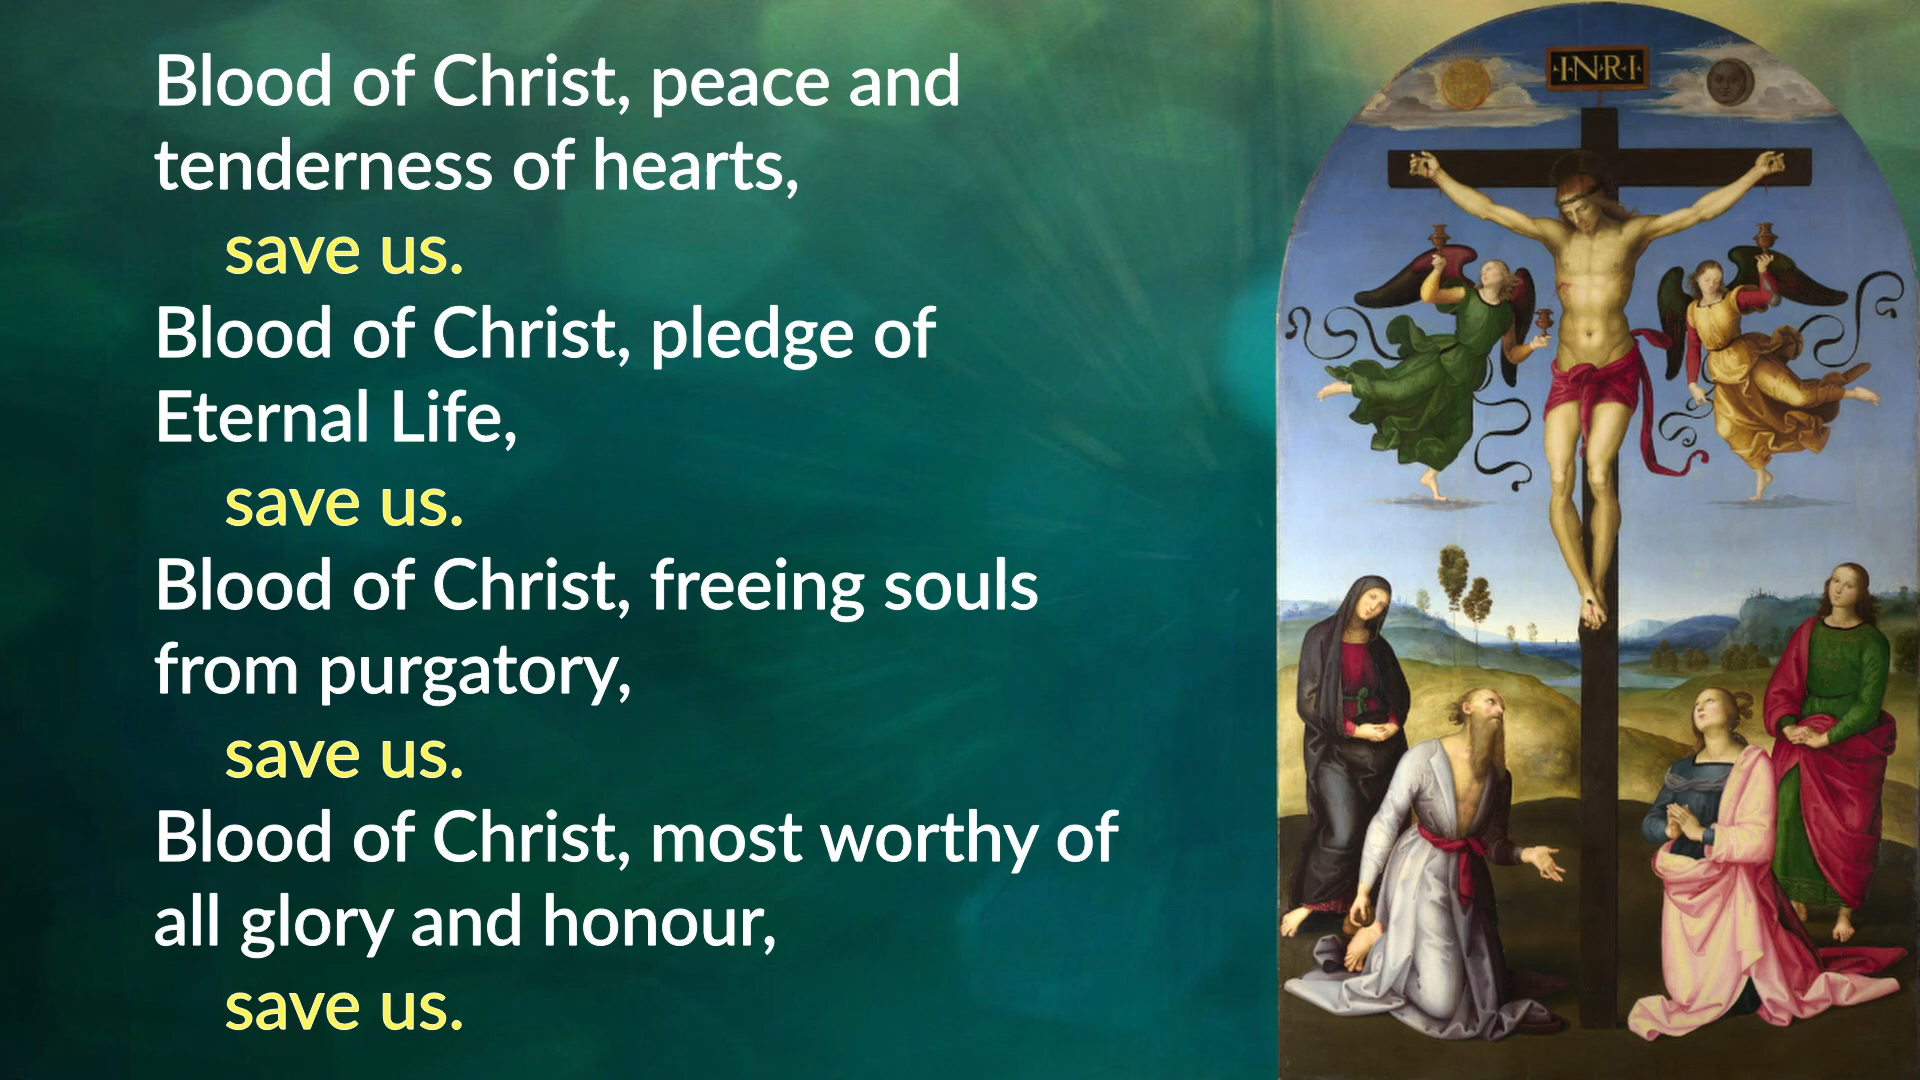 Blood of Christ, peace and
tenderness of hearts,
save us.
Blood of Christ, pledge of
Eternal Life,
save us.
Blood of Christ, freeing souls
from purgatory,
save us.
Blood of Christ, most worthy of
all glory and honour,
save us.
·I·N·R·I·